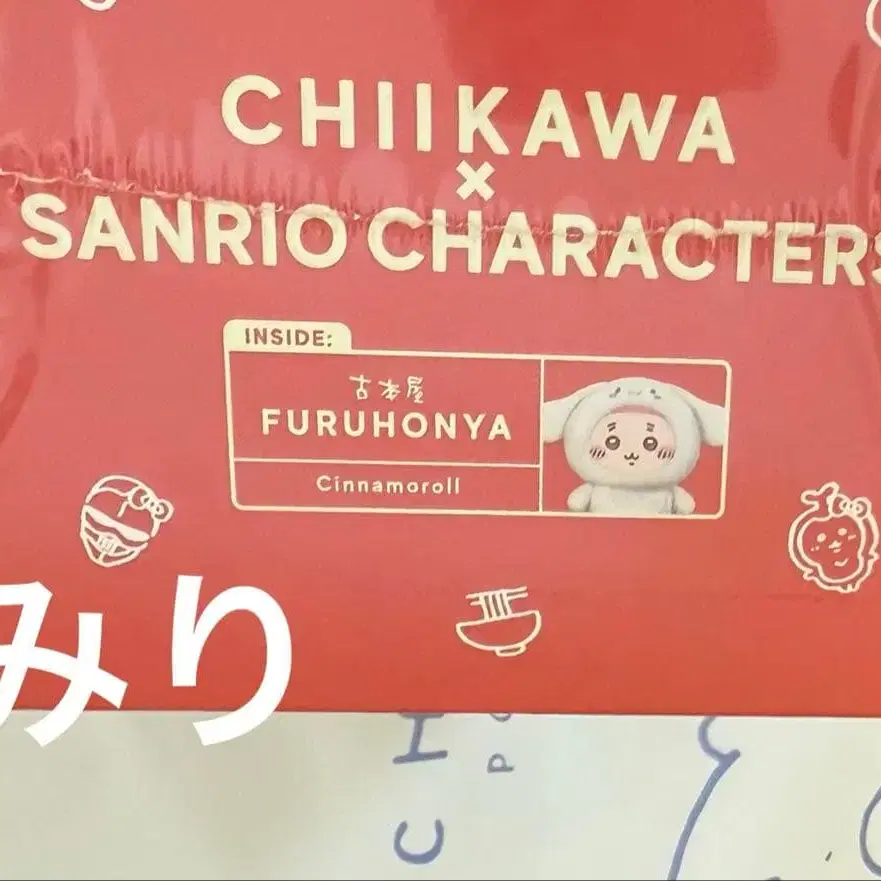 CHIIKAWA
×
SANRIO CHARACTERS
INSIDE:
古本屋
FURUHONYA
Cinnamoroll
みり
C H
P